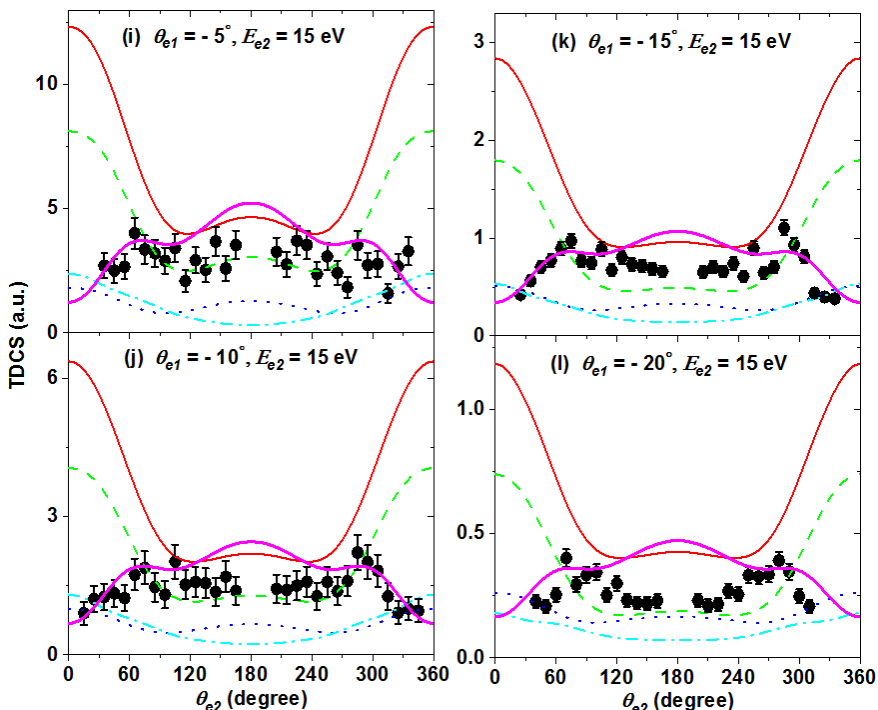 (i) θe1 = - 5°, Ee2 = 15 eV
10
5
0
(k) θe1 = - 15°, Ee2 = 15 eV
3
2
1
0
TDCS (a.u.)
(j) θe1 = - 10°, Ee2 = 15 eV
6
3
0
0 60 120 180 240 300 360
θe2 (degree)
(l) θe1 = - 20°, Ee2 = 15 eV
1.0
0.5
0.0
0 60 120 180 240 300 360
θe2 (degree)